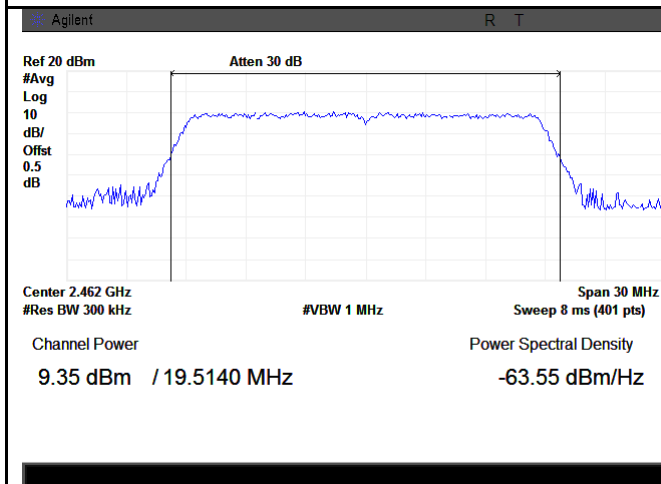 Agilent R T
Ref 20 dBm Atten 30 dB
#Avg
Log
10
dB/
Offst
0.5
dB
Center 2.462 GHz Span 30 MHz
#Res BW 300 kHz #VBW 1 MHz Sweep 8 ms (401 pts)
Channel Power Power Spectral Density
9.35 dBm / 19.5140 MHz -63.55 dBm/Hz